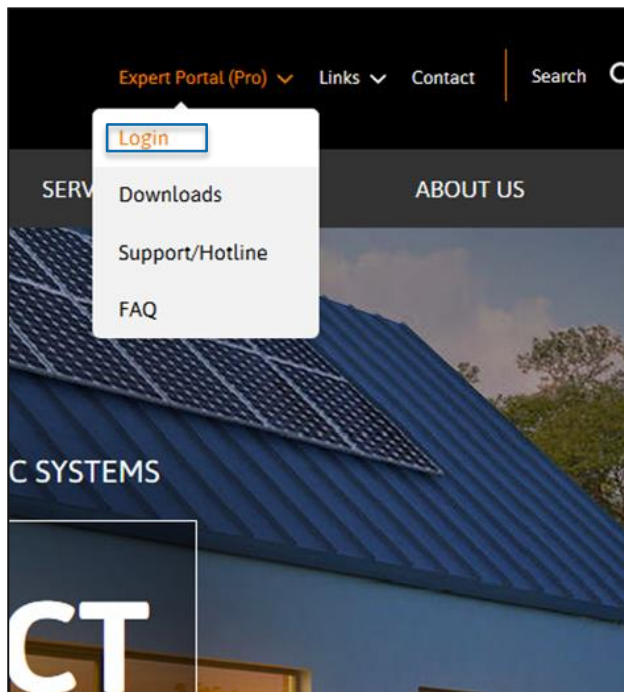 Expert Portal (Pro) Links Contact Search
Login
SERV ABOUT US
Downloads
Support/Hotline
FAQ
C SYSTEMS
CT